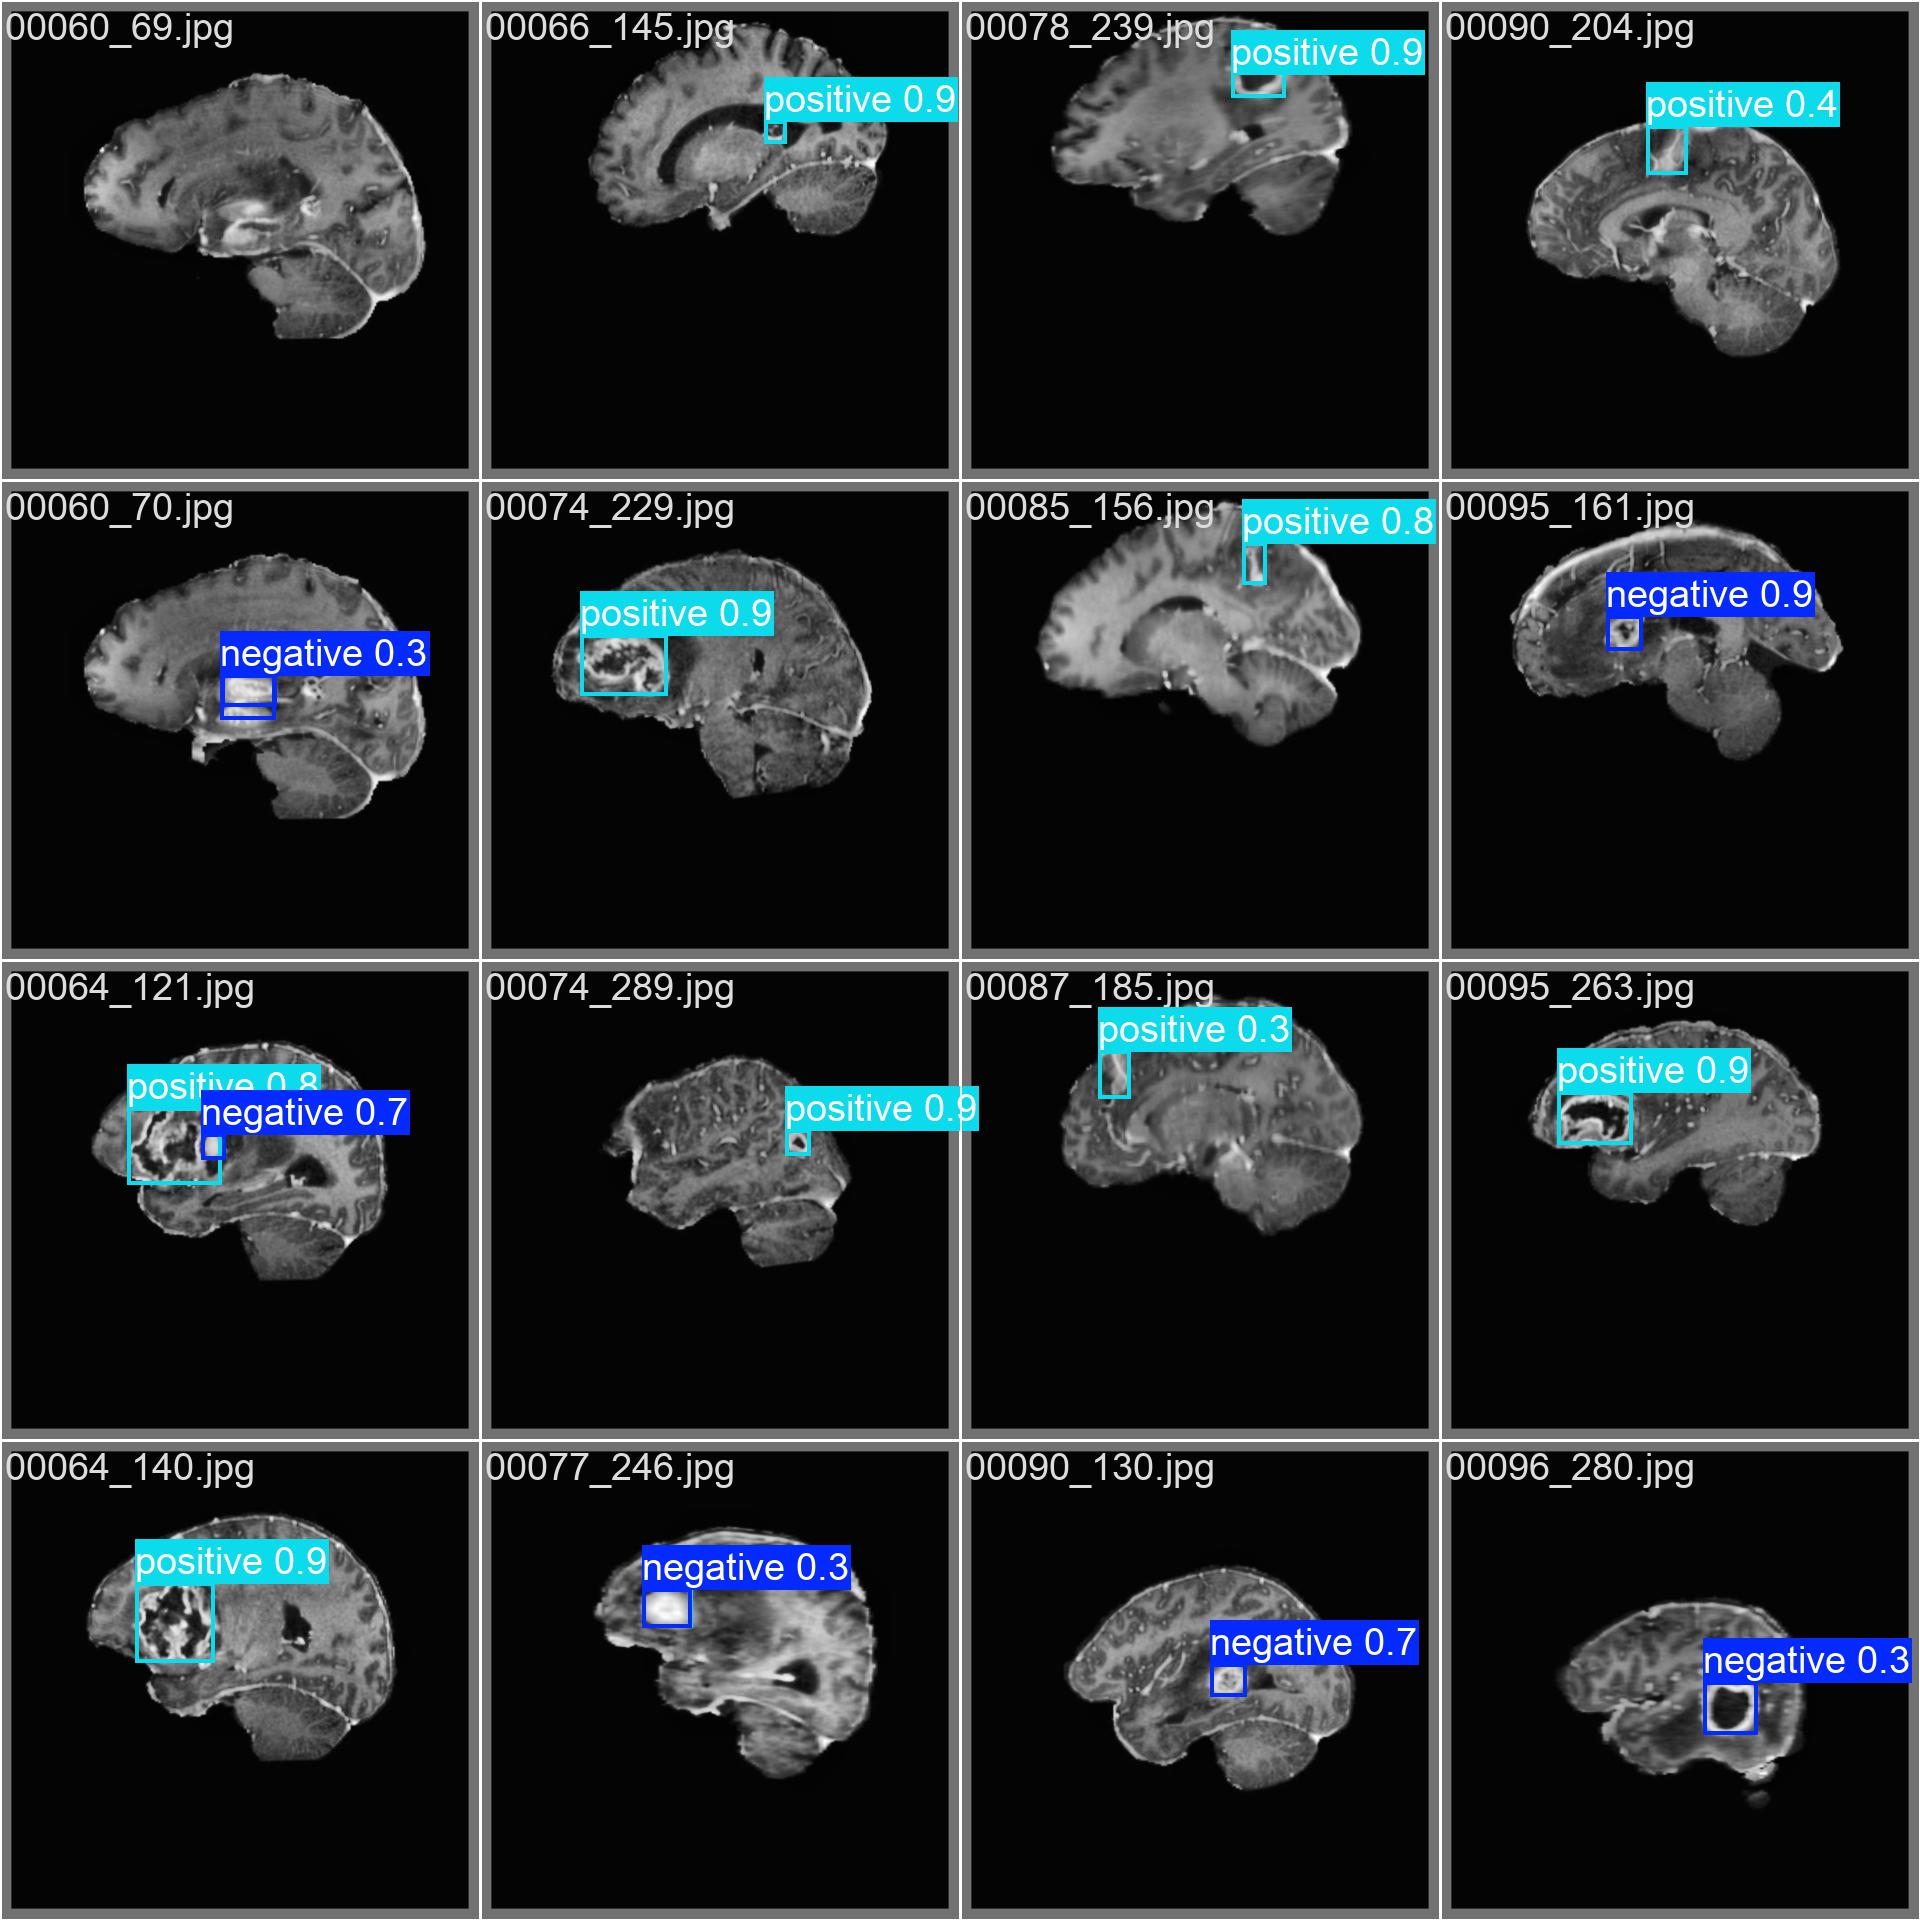 00060_69.jpg
00066_145.jpg
positive 0.9
00078_239.jpg
positive 0.9
00090_204.jpg
positive 0.4
00060_70.jpg
negative 0.3
00074_229.jpg
positive 0.9
00085_156.jpg
positive 0.8
00095_161.jpg
negative 0.9
00064_121.jpg
positive 0.8
negative 0.7
00074_289.jpg
positive 0.9
00087_185.jpg
positive 0.3
00095_263.jpg
positive 0.9
00064_140.jpg
positive 0.9
00077_246.jpg
negative 0.3
00090_130.jpg
negative 0.7
00096_280.jpg
negative 0.3